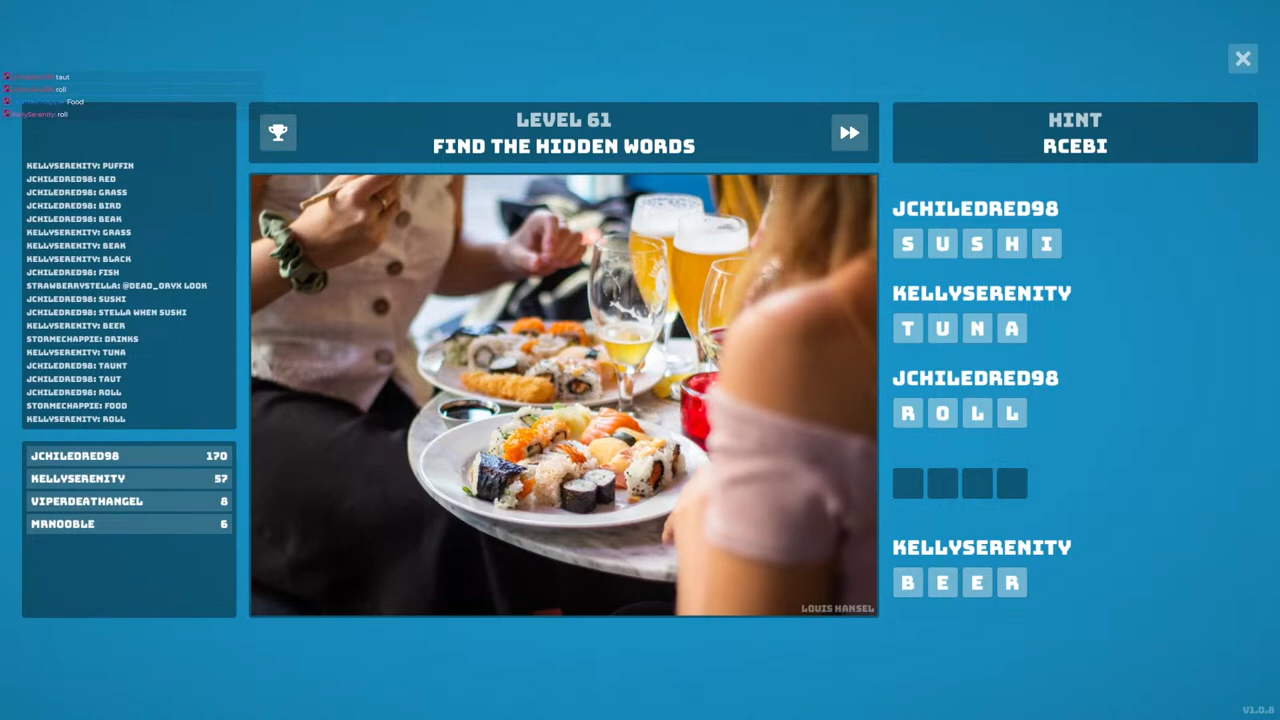 taut
roll
Food
KellySerenity: roll
KELLYSERENITY: PUFFIN
JCHILEDRED98: RED
JCHILEDRED98: GRASS
JCHILEDRED98: BIRD
JCHILEDRED98: BEAK
KELLYSERENITY: GRASS
KELLYSERENITY: BEAK
KELLYSERENITY: BLACK
JCHILEDRED98: FISH
STRAWBERRYSTELLA: @DEAD_ORYX LOOK
JCHILEDRED98: SUSHI
JCHILEDRED98: STELLA WHEN SUSHI
KELLYSERENITY: BEER
STORMECHAPPIE: DRINKS
KELLYSERENITY: TUNA
JCHILEDRED98: TAUNT
JCHILEDRED98: TAUT
JCHILEDRED98: ROLL
STORMECHAPPIE: FOOD
KELLYSERENITY: ROLL
JCHILEDRED98 170
KELLYSERENITY 57
VIPERDEATHANGEL 8
MRNOOBLE 6
LEVEL 61
FIND THE HIDDEN WORDS
LOUIS HANSEL
HINT
RCEBI
JCHILEDRED98
SUSHI
KELLYSERENITY
TUNA
JCHILEDRED98
ROLL
KELLYSERENITY
BEER
V1.0.8